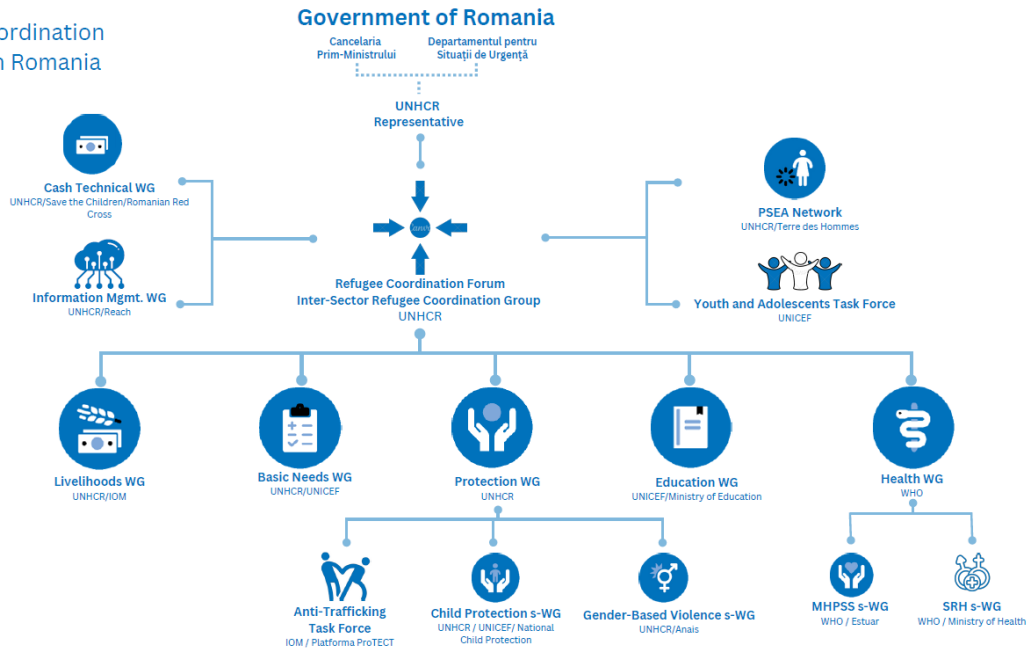 ordination
n Romania
Government of Romania
Cancelaria
Prim-Ministrului
Departamentul pentru
Situații de Urgență
UNHCR
Representative
Cash Technical WG
UNHCR/Save the Children/Romanian Red
Cross
Information Mgmt. WG
UNHCR/Reach
PSEA Network
UNHCR/Terre des Hommes
Youth and Adolescents Task Force
UNICEF
Refugee Coordination Forum
Inter-Sector Refugee Coordination Group
UNHCR
Livelihoods WG
UNHCR/IOM
Basic Needs WG
UNHCR/UNICEF
Protection WG
UNHCR
Education WG
UNICEF/Ministry of Education
Health WG
WHO
Anti-Trafficking
Task Force
IOM / Platforma ProTECT
Child Protection s-WG
UNHCR / UNICEF/ National
Child Protection
Gender-Based Violence s-WG
UNHCR/Anais
MHPSS s-WG
WHO / Estuar
SRH s-WG
WHO / Ministry of Health